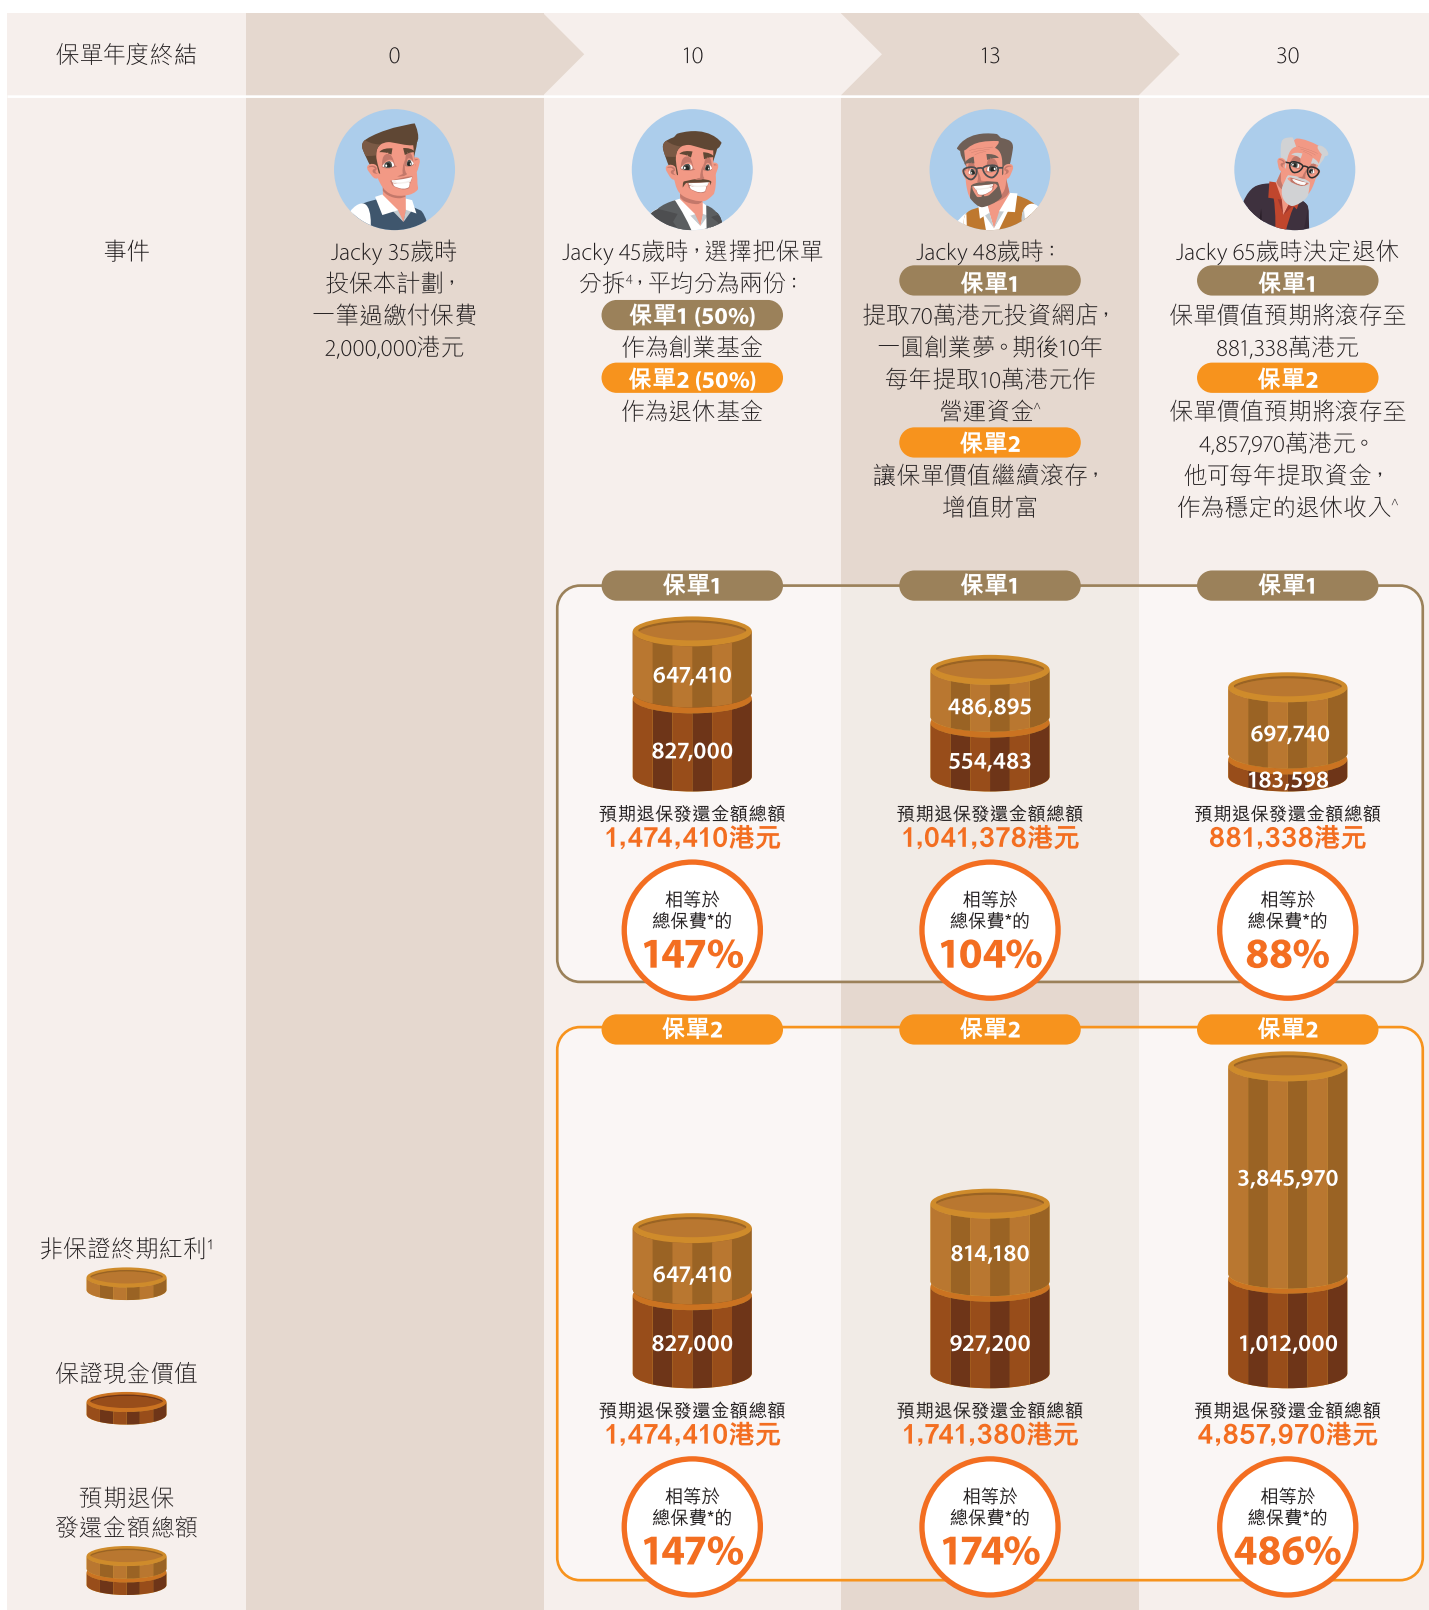 保單年度終結
0
10
13
30
事件
Jacky 35歲時
投保本計劃，
一筆過繳付保費
2,000,000港元
Jacky 45歲時，選擇把保單
分拆4，平均分為兩份：
保單1 (50%)
作為創業基金
保單2 (50%)
作為退休基金
Jacky 48歲時：
保單1
提取70萬港元投資網店，
一圓創業夢。期後10年
每年提取10萬港元作
營運資金^
保單2
讓保單價值繼續滾存，
增值財富
Jacky 65歲時決定退休
保單1
保單價值預期將滾存至
881,338萬港元
保單2
保單價值預期將滾存至
4,857,970萬港元。
他可每年提取資金，
作為穩定的退休收入^
保單1
647,410
827,000
預期退保發還金額總額
1,474,410港元
相等於
總保費*的
147%
保單1
486,895
554,483
預期退保發還金額總額
1,041,378港元
相等於
總保費*的
104%
保單1
697,740
183,598
預期退保發還金額總額
881,338港元
相等於
總保費*的
88%
保單2
647,410
827,000
預期退保發還金額總額
1,474,410港元
相等於
總保費*的
147%
保單2
814,180
927,200
預期退保發還金額總額
1,741,380港元
相等於
總保費*的
174%
保單2
3,845,970
1,012,000
預期退保發還金額總額
4,857,970港元
相等於
總保費*的
486%
非保證終期紅利1
保證現金價值
預期退保
發還金額總額